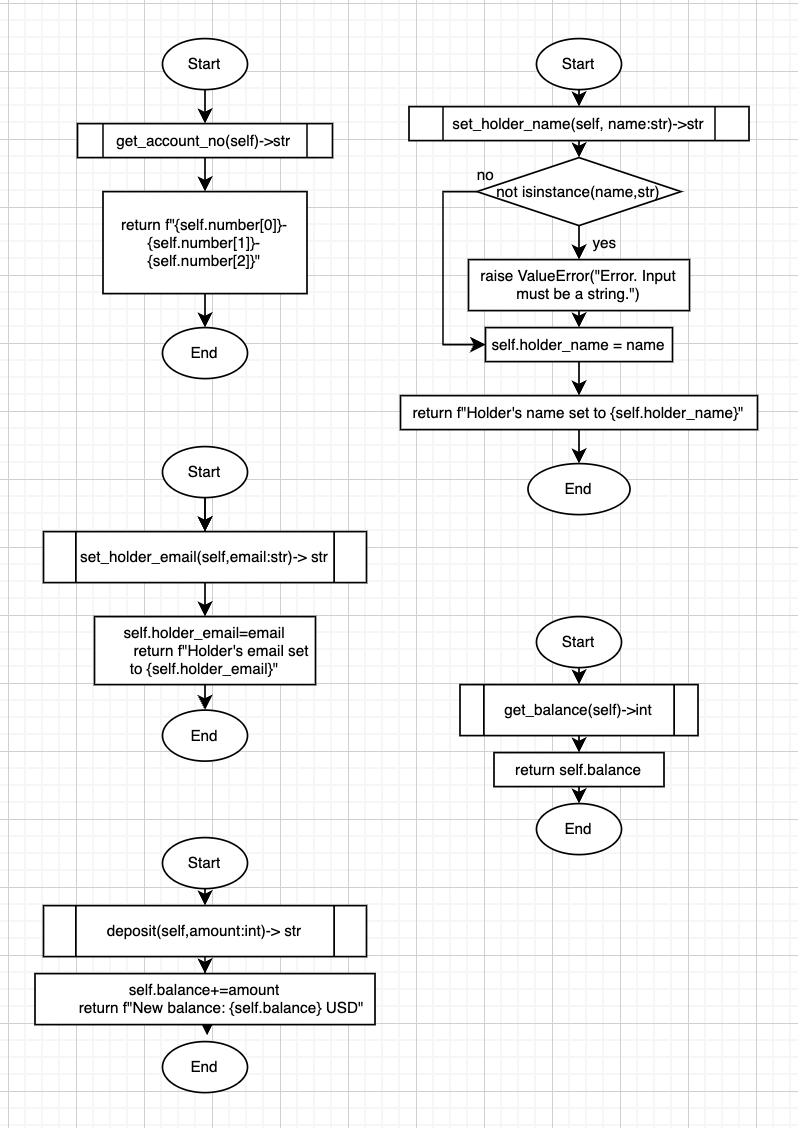 Start
get_account_no(self)->str
return f"{self.number[0]}-
{self.number[1]}-
{self.number[2]}"
End
Start
set_holder_name(self, name:str)->str
no
not isinstance(name,str)
yes
raise ValueError("Error. Input
must be a string.")
self.holder_name = name
return f"Holder's name set to {self.holder_name}"
End
Start
set_holder_email(self,email:str)-> str
self.holder_email=email
return f"Holder's email set
to {self.holder_email}"
End
Start
get_balance(self)->int
return self.balance
End
Start
deposit(self,amount:int)-> str
self.balance+=amount
return f"New balance: {self.balance} USD"
End